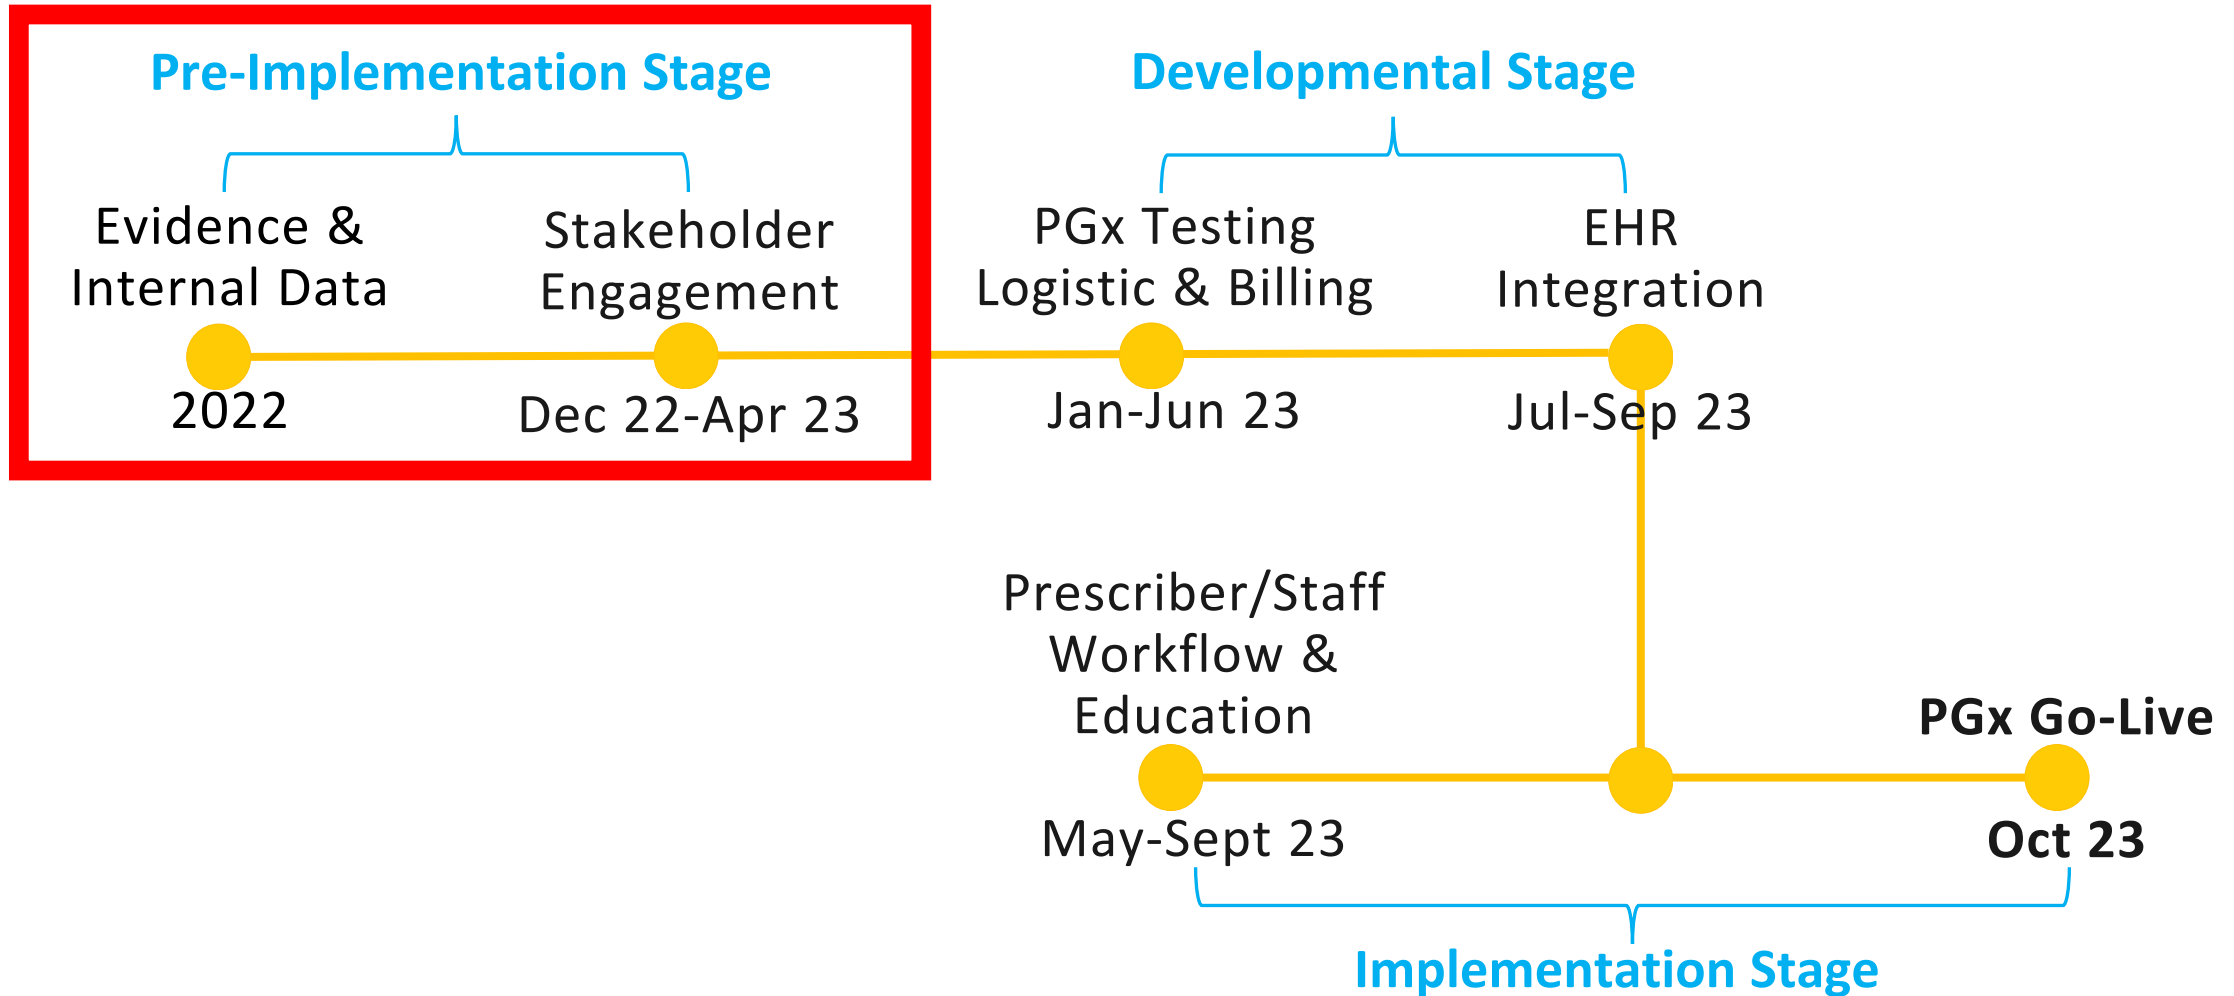 Pre-Implementation Stage
Evidence &
Internal Data
2022
Stakeholder
Engagement
Dec 22-Apr 23
Developmental Stage
PGx Testing
Logistic & Billing
Jan-Jun 23
EHR
Integration
Jul-Sep 23
Prescriber/Staff
Workflow &
Education
May-Sept 23
PGx Go-Live
Oct 23
Implementation Stage